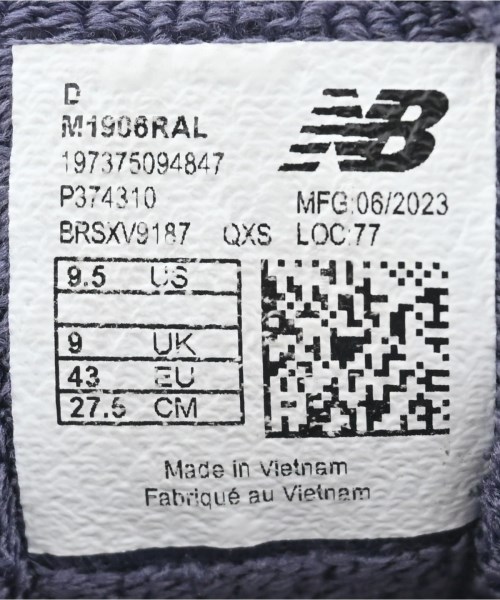 D
NB
M1906RAL
197375094847
P374310 MFG:06/2023
BRSXV9187 QXS LOC:77
9.5 US
9 UK
43 EU
27.5 CM
Made in Vietnam
Fabriqué au Vietnam